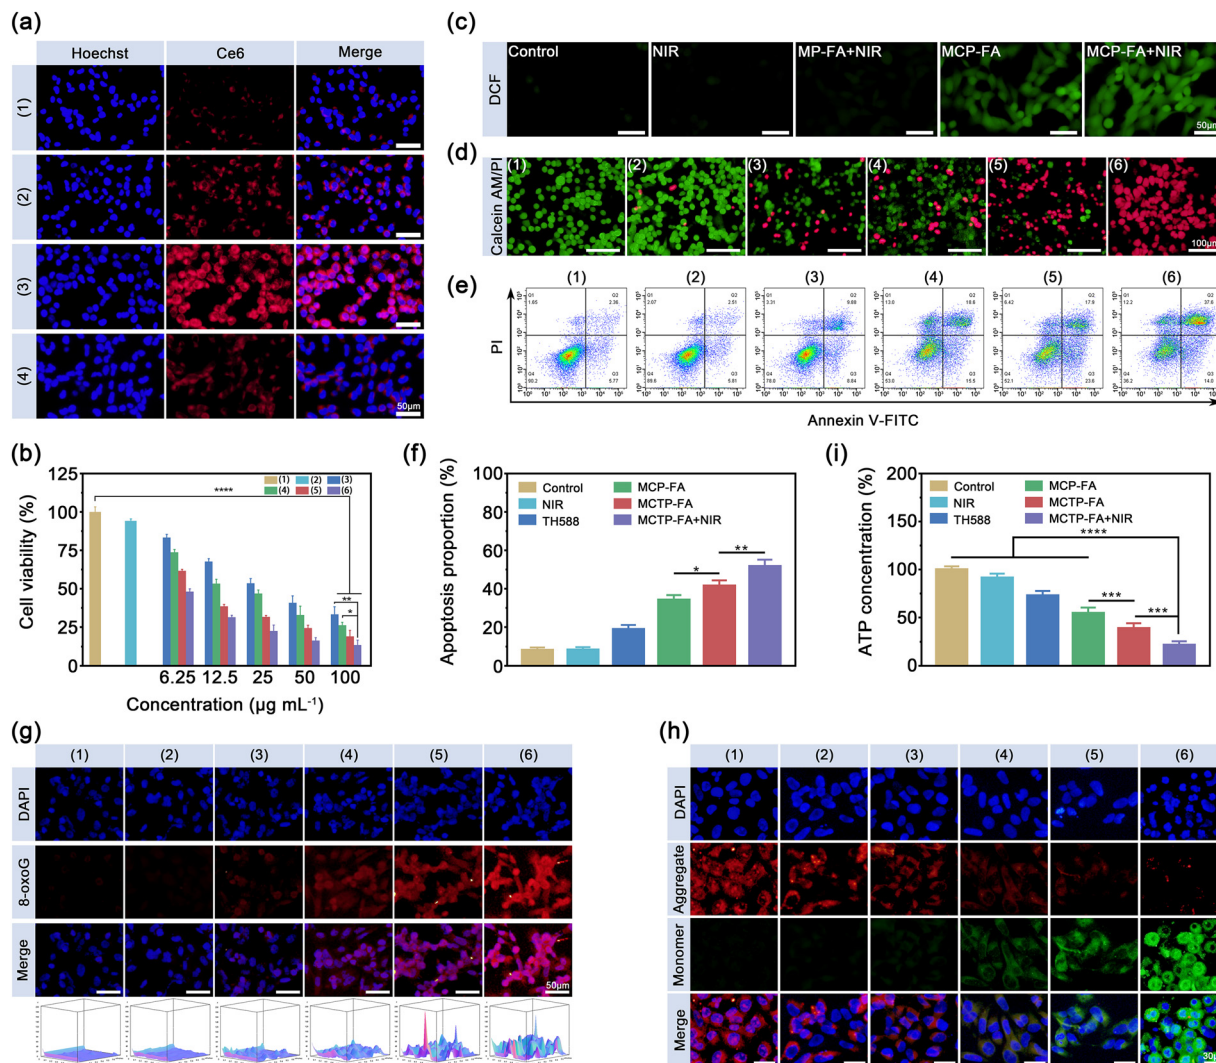 (a)
Hoechst
Ce6
Merge
(1)
(2)
(3)
(4)
50μm
(b)
Cell viability (%)
125
100
75
50
25
0
****
(1) (2) (3)
(4) (5) (6)
**
*
6.25 12.5 25 50 100
Concentration (μg mL⁻¹)
(c)
DCF
Control
NIR
MP-FA+NIR
MCP-FA
MCP-FA+NIR
50μm
(d)
Calcein AM/PI
(1)
(2)
(3)
(4)
(5)
(6)
100μm
(e)
(1) (2) (3) (4) (5) (6)
PI
Annexin V-FITC
(f)
Apoptosis proportion (%)
100
80
60
40
20
0
Control
NIR
TH588
MCP-FA
MCTP-FA
MCTP-FA+NIR
*
**
(i)
ATP concentration (%)
200
150
100
50
0
Control
NIR
TH588
MCP-FA
MCTP-FA
MCTP-FA+NIR
****
***
***
(g)
(1) (2) (3) (4) (5) (6)
DAPI
8-oxoG
Merge
50μm
(h)
(1) (2) (3) (4) (5) (6)
DAPI
Aggregate
Monomer
Merge